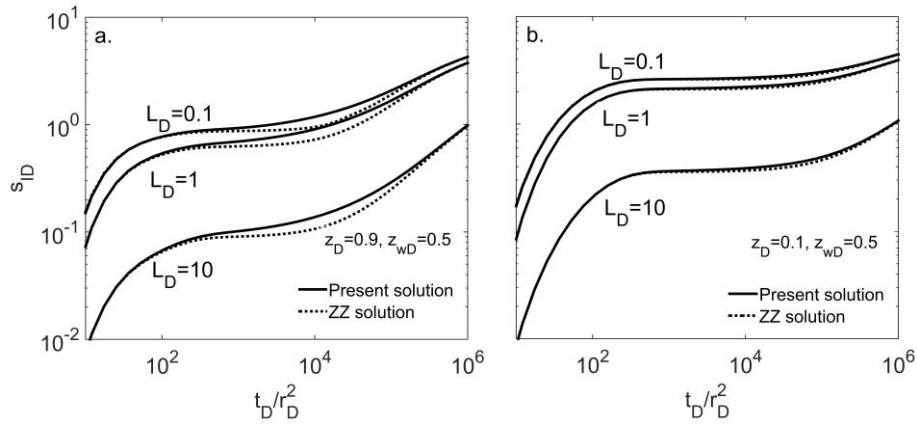 a.
b.
10^1
10^0
10^-1
10^-2
s_ID
L_D=0.1
L_D=1
L_D=10
z_D=0.9, z_wD=0.5
Present solution
ZZ solution
10^2
10^4
10^6
t_D/r_D^2
L_D=0.1
L_D=1
L_D=10
z_D=0.1, z_wD=0.5
Present solution
ZZ solution
10^2
10^4
10^6
t_D/r_D^2